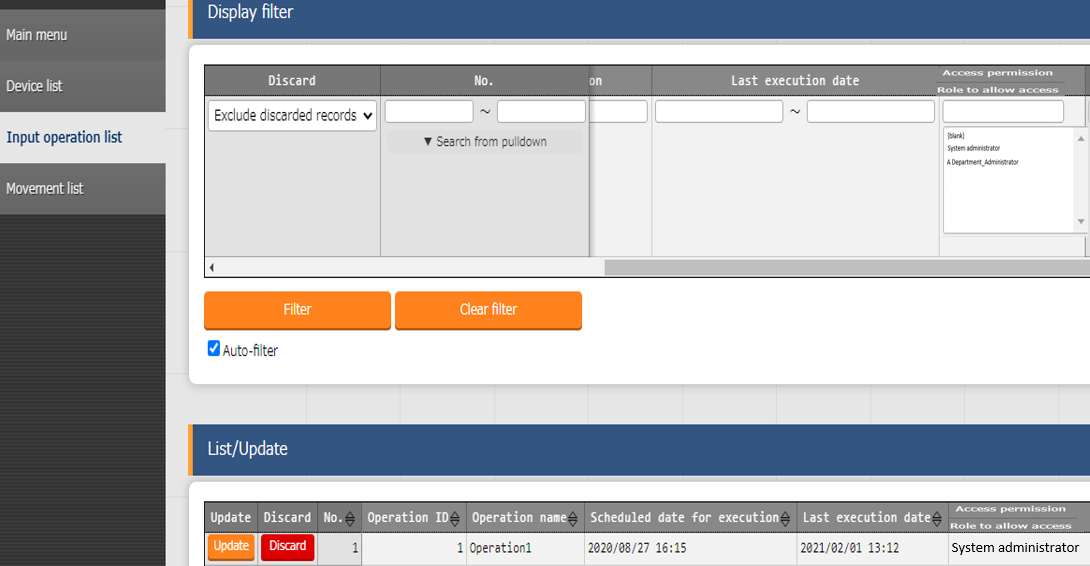 Display filter
Main menu
Device list
Input operation list
Movement list
Discard No. on Last execution date Access permission
Role to allow access
Exclude discarded records ~ ~
▼ Search from pulldown
(blank)
System administrator
A Department_Administrator
Filter Clear filter
Auto-filter
List/Update
Update Discard No. Operation ID Operation name Scheduled date for execution Last execution date Access permission
Role to allow access
Update Discard 1 1 Operation1 2020/08/27 16:15 2021/02/01 13:12 System administrator